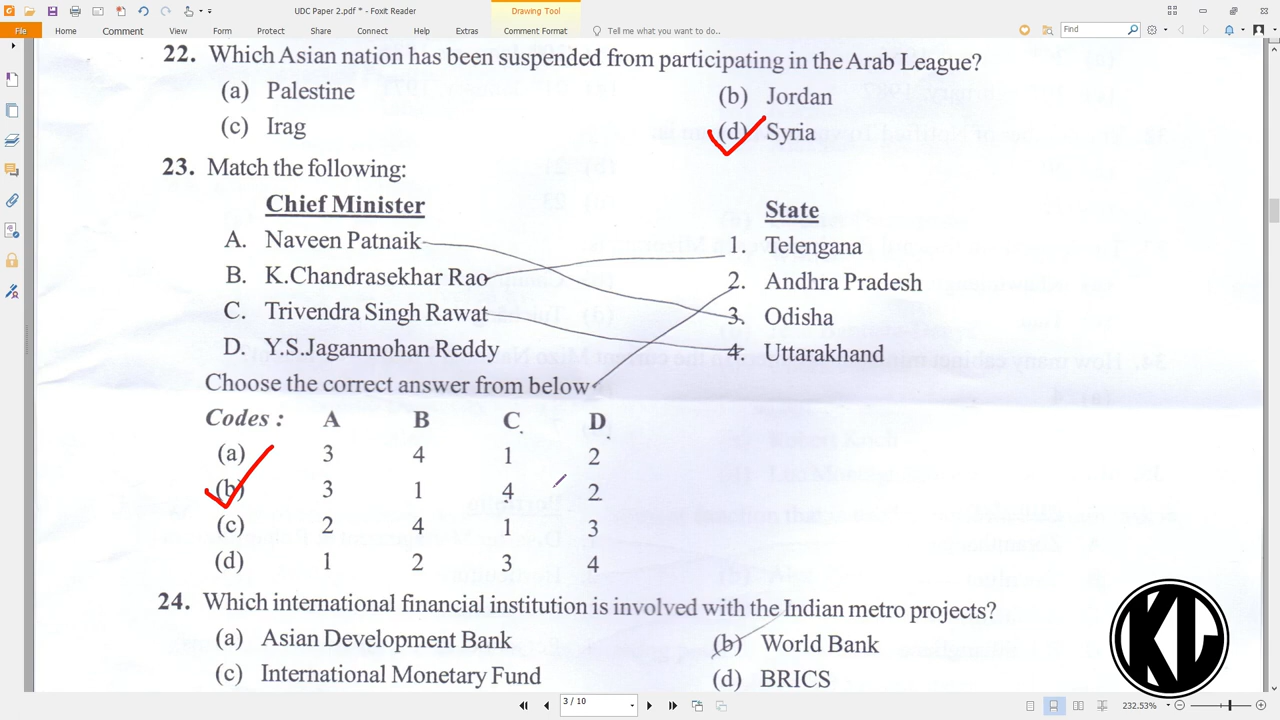 UDC Paper 2.pdf * - Foxit Reader
Drawing Tool
File Home Comment View Form Protect Share Connect Help Extras Comment Format Tell me what you want to do.. Find
22. Which Asian nation has been suspended from participating in the Arab League?
(a) Palestine (b) Jordan
(c) Irag (d) Syria
23. Match the following:
Chief Minister State
A. Naveen Patnaik 1. Telengana
B. K.Chandrasekhar Rao 2. Andhra Pradesh
C. Trivendra Singh Rawat 3. Odisha
D. Y.S.Jaganmohan Reddy 4. Uttarakhand
Choose the correct answer from below
Codes : A B C D
(a) 3 4 1 2
(b) 3 1 4 2
(c) 2 4 1 3
(d) 1 2 3 4
24. Which international financial institution is involved with the Indian metro projects?
(a) Asian Development Bank (b) World Bank
(c) International Monetary Fund (d) BRICS
KL
3 / 10
232.53%